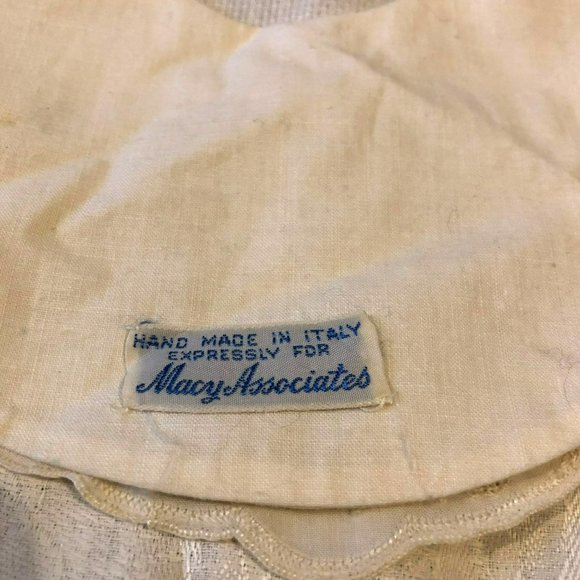 HAND MADE IN ITALY
EXPRESSLY FOR
Macy Associates